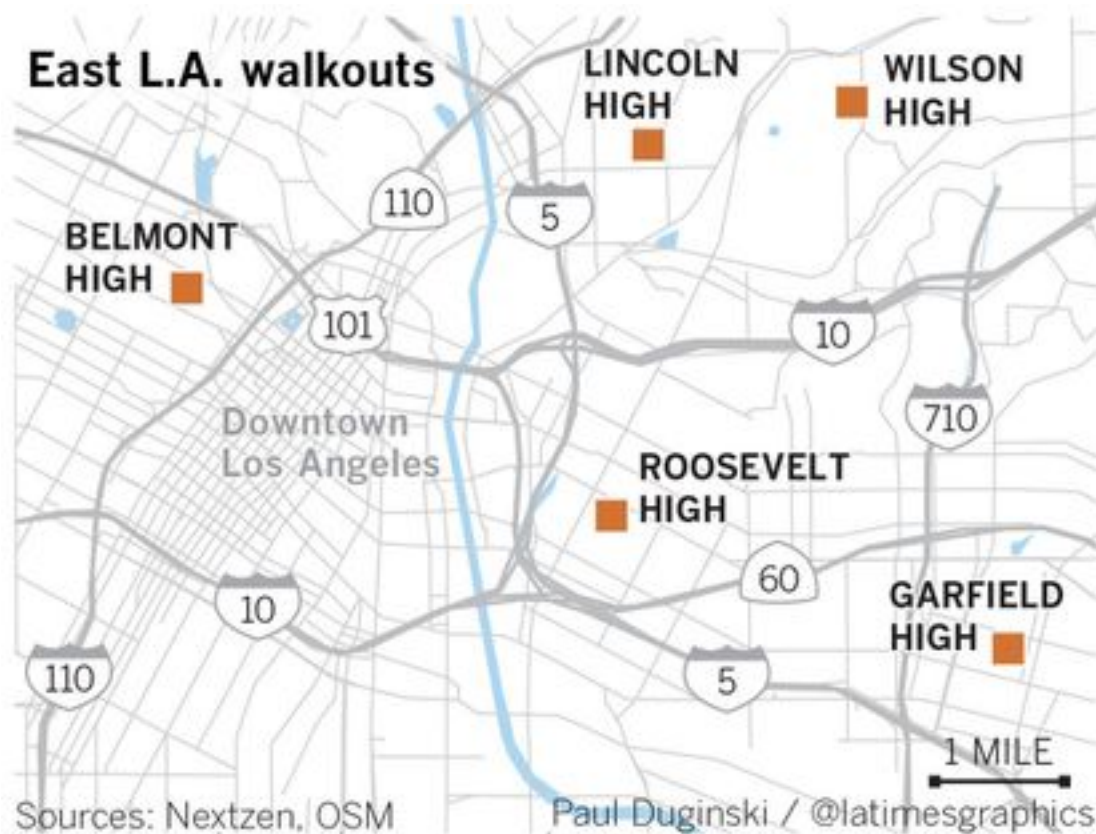 East L.A. walkouts
LINCOLN
HIGH
WILSON
HIGH
110
5
BELMONT
HIGH
101
10
710
Downtown
Los Angeles
ROOSEVELT
HIGH
60
10
GARFIELD
HIGH
110
5
1 MILE
Sources: Nextzen, OSM
Paul Duginski / @latimesgraphics